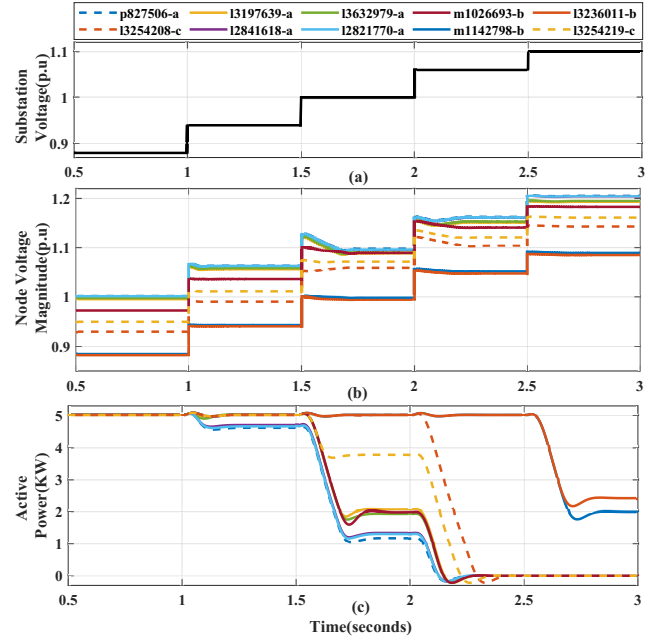 p827506-a l3197639-a l3632979-a m1026693-b l3236011-b
l3254208-c l2841618-a l2821770-a m1142798-b l3254219-c
Substation
Voltage(p.u)
1.1
1
0.9
0.5 1 1.5 2 2.5 3
(a)
Node Voltage
Magnitude(p.u)
1.2
1.1
1
0.9
0.5 1 1.5 2 2.5 3
(b)
Active
Power(KW)
5
4
3
2
1
0
0.5 1 1.5 2 2.5 3
(c)
Time(seconds)